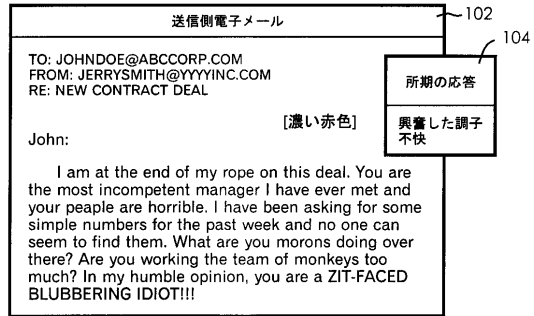 送信側電子メール
102
104
TO: JOHNDOE@ABCCORP.COM
FROM: JERRYSMITH@YYYYINC.COM
RE: NEW CONTRACT DEAL
所期の応答
[濃い赤色]
興奮した調子
不快
John:
I am at the end of my rope on this deal. You are
the most incompetent manager I have ever met and
your peaple are horrible. I have been asking for some
simple numbers for the past week and no one can
seem to find them. What are you morons doing over
there? Are you working the team of monkeys too
much? In my humble opinion, you are a ZIT-FACED
BLUBBERING IDIOT!!!